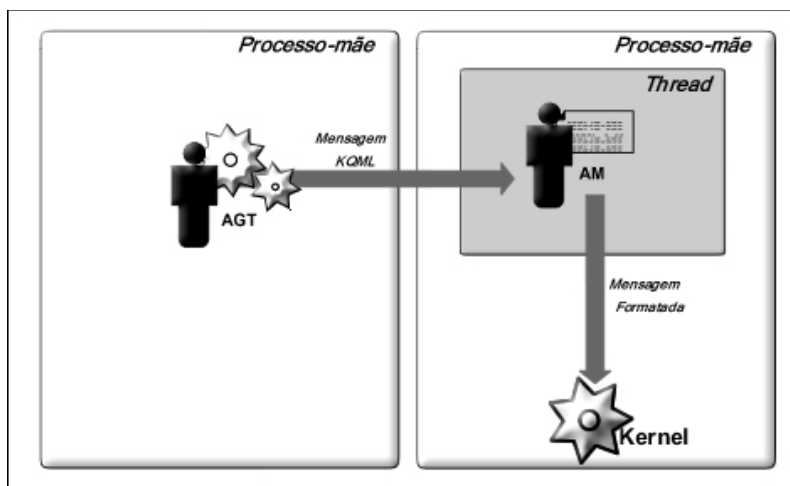 Processo-mãe
Processo-mãe
Thread
Mensagem
KQML
AGT
AM
Mensagem
Formatada
Kernel